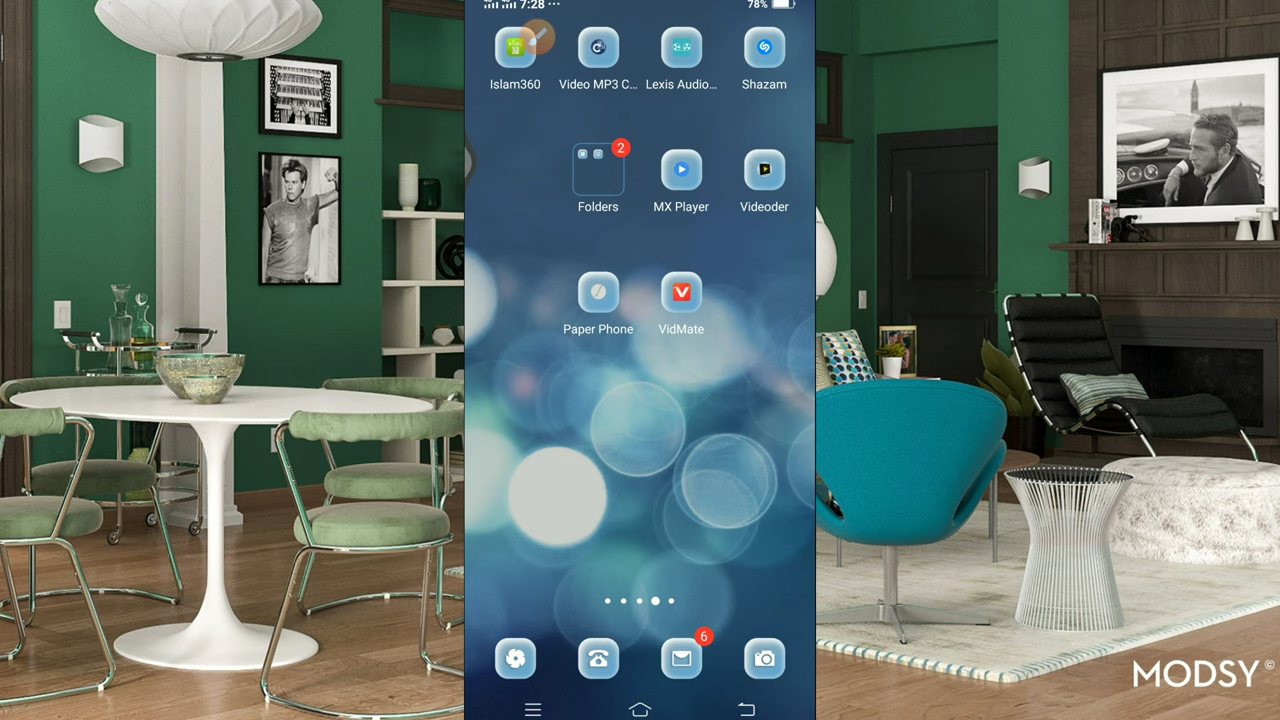 7:28 ...
78%
Islam360
Video MP3 C...
Lexis Audio...
Shazam
2
Folders
MX Player
Videoder
Paper Phone
VidMate
6
MODSY©